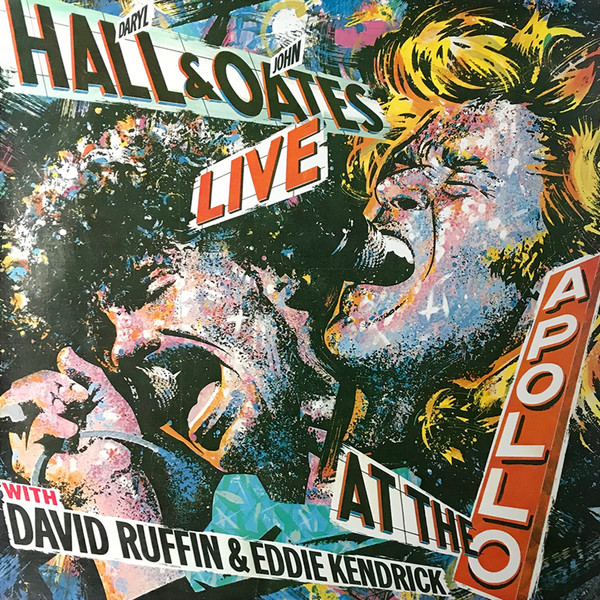 DARYL JOHN
HALL & OATES
LIVE
AT THE
APOLLO
WITH
DAVID RUFFIN & EDDIE KENDRICK